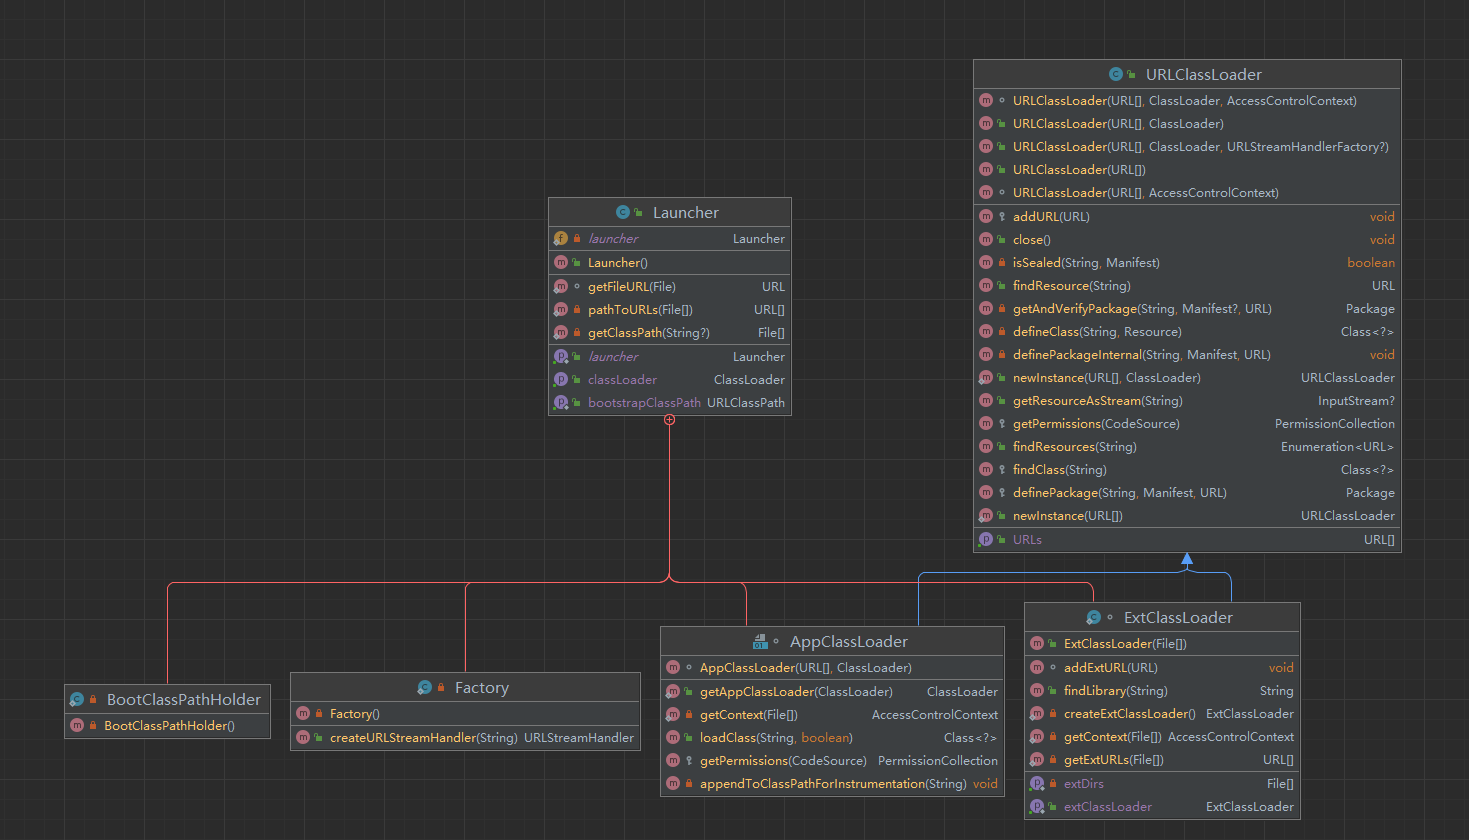 URLClassLoader
URLClassLoader(URL[], ClassLoader, AccessControlContext)
URLClassLoader(URL[], ClassLoader)
URLClassLoader(URL[], ClassLoader, URLStreamHandlerFactory?)
URLClassLoader(URL[])
URLClassLoader(URL[], AccessControlContext)
addURL(URL) void
close() void
isSealed(String, Manifest) boolean
findResource(String) URL
getAndVerifyPackage(String, Manifest?, URL) Package
defineClass(String, Resource) Class<?>
definePackageInternal(String, Manifest, URL) void
newInstance(URL[], ClassLoader) URLClassLoader
getResourceAsStream(String) InputStream?
getPermissions(CodeSource) PermissionCollection
findResources(String) Enumeration<URL>
findClass(String) Class<?>
definePackage(String, Manifest, URL) Package
newInstance(URL[]) URLClassLoader
URLs URL[]
Launcher
launcher Launcher
Launcher()
getFileURL(File) URL
pathToURLs(File[]) URL[]
getClassPath(String?) File[]
launcher Launcher
classLoader ClassLoader
bootstrapClassPath URLClassPath
BootClassPathHolder
BootClassPathHolder()
Factory
Factory()
createURLStreamHandler(String) URLStreamHandler
AppClassLoader
AppClassLoader(URL[], ClassLoader)
getAppClassLoader(ClassLoader) ClassLoader
getContext(File[]) AccessControlContext
loadClass(String, boolean) Class<?>
getPermissions(CodeSource) PermissionCollection
appendToClassPathForInstrumentation(String) void
ExtClassLoader
ExtClassLoader(File[])
addExtURL(URL) void
findLibrary(String) String
createExtClassLoader() ExtClassLoader
getContext(File[]) AccessControlContext
getExtURLs(File[]) URL[]
extDirs File[]
extClassLoader ExtClassLoader